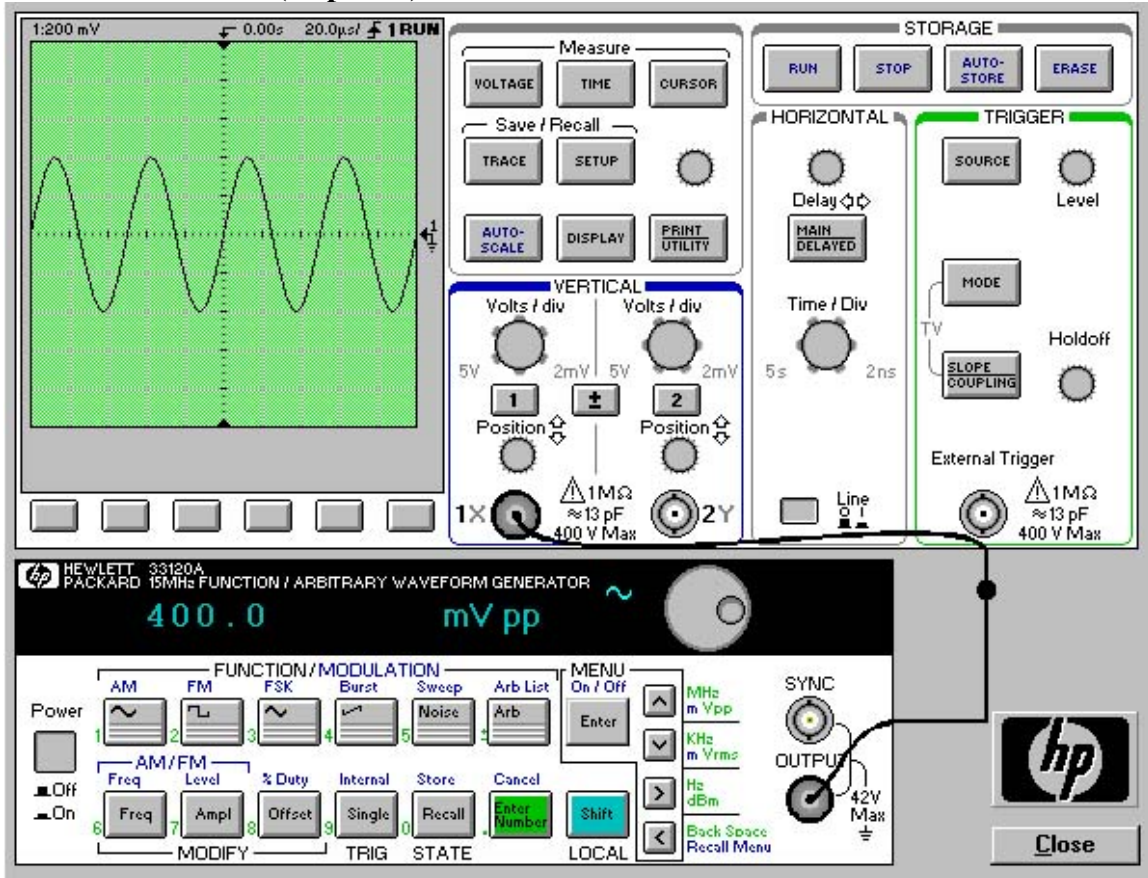 1:200 mV 0.00s 20.0µs/ 1 RUN
1
Measure
VOLTAGE TIME CURSOR
Save / Recall
TRACE SETUP
AUTO-SCALE DISPLAY PRINT UTILITY
VERTICAL
Volts / div Volts / div
5V 2mV 5V 2mV
1 ± 2
Position Position
1X 1MΩ ≈13 pF 400 V Max 2Y
STORAGE
RUN STOP AUTO-STORE ERASE
HORIZONTAL
Delay
MAIN DELAYED
Time / Div
5s 2ns
Line
O I
TRIGGER
SOURCE
Level
MODE
TV
Holdoff
SLOPE COUPLING
External Trigger
1MΩ
≈13 pF
400 V Max
hp HEWLETT PACKARD 33120A
15MHz FUNCTION / ARBITRARY WAVEFORM GENERATOR
400.0 mV pp
FUNCTION/MODULATION
AM FM FSK Burst Sweep Arb List
Noise Arb
1 2 3 4 5 ±
MENU
On / Off
Enter
Power
Off
On
AM/FM
Freq Level % Duty Internal Store Cancel
Freq Ampl Offset Single Recall Enter Number Shift
6 7 8 9 0 .
MODIFY TRIG STATE LOCAL
MHz
m Vpp
KHz
m Vrms
Hz
dBm
Back Space
Recall Menu
SYNC
OUTPUT
42V
Max
hp
Close